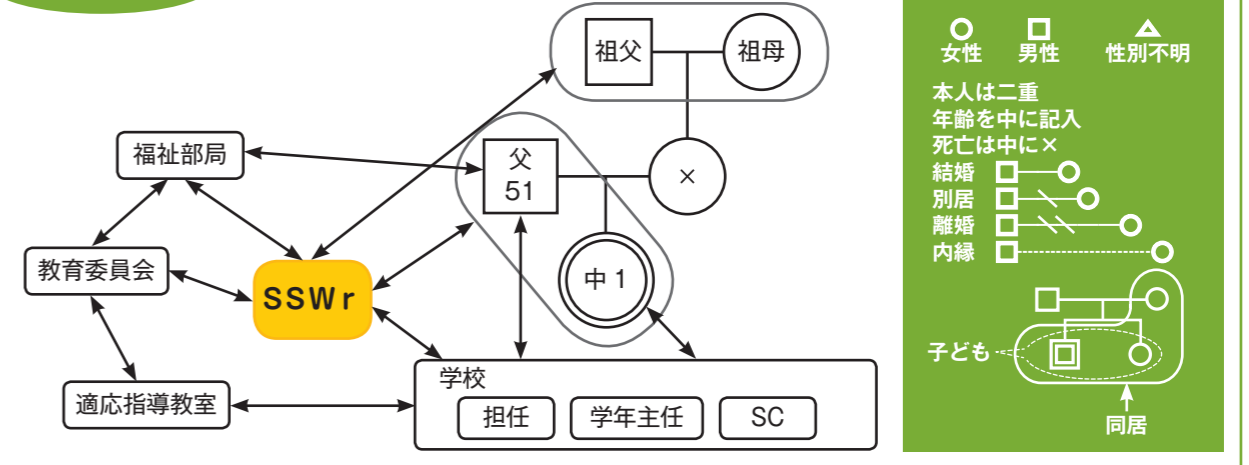 祖父
祖母
父
51
×
中1
福祉部局
教育委員会
SSWr
適応指導教室
学校
担任
学年主任
SC
女性 男性 性別不明
本人は二重
年齢を中に記入
死亡は中に×
結婚
別居
離婚
内縁
子ども
同居